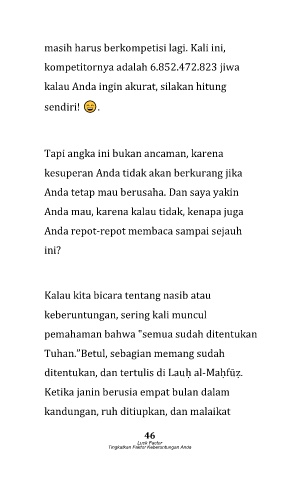 masih harus berkompetisi lagi. Kali ini,
kompetitornya adalah 6.852.472.823 jiwa
kalau Anda ingin akurat, silakan hitung
sendiri! 😄.
Tapi angka ini bukan ancaman, karena
kesuperan Anda tidak akan berkurang jika
Anda tetap mau berusaha. Dan saya yakin
Anda mau, karena kalau tidak, kenapa juga
Anda repot-repot membaca sampai sejauh
ini?
Kalau kita bicara tentang nasib atau
keberuntungan, sering kali muncul
pemahaman bahwa "semua sudah ditentukan
Tuhan."Betul, sebagian memang sudah
ditentukan, dan tertulis di Lauḥ al-Maḥfūẓ.
Ketika janin berusia empat bulan dalam
kandungan, ruh ditiupkan, dan malaikat
46
Luck Factor
Tingkatkan Faktor Keberuntungan Anda